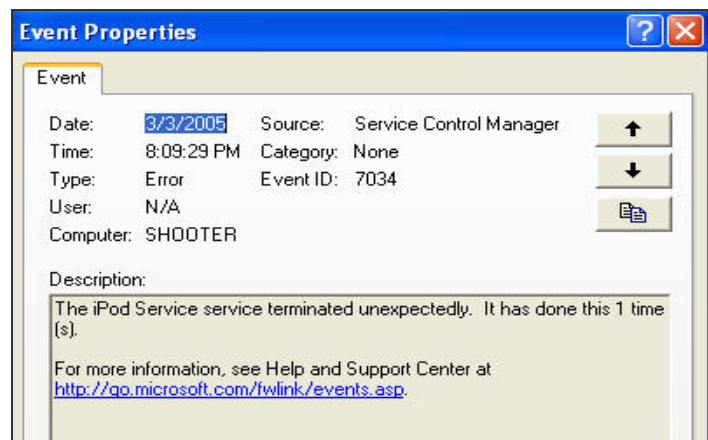 Event Properties
Event
Date: 3/3/2005 Source: Service Control Manager
Time: 8:09:29 PM Category: None
Type: Error Event ID: 7034
User: N/A
Computer: SHOOTER
Description:
The iPod Service service terminated unexpectedly. It has done this 1 time
(s).
For more information, see Help and Support Center at
http://go.microsoft.com/fwlink/events.asp.